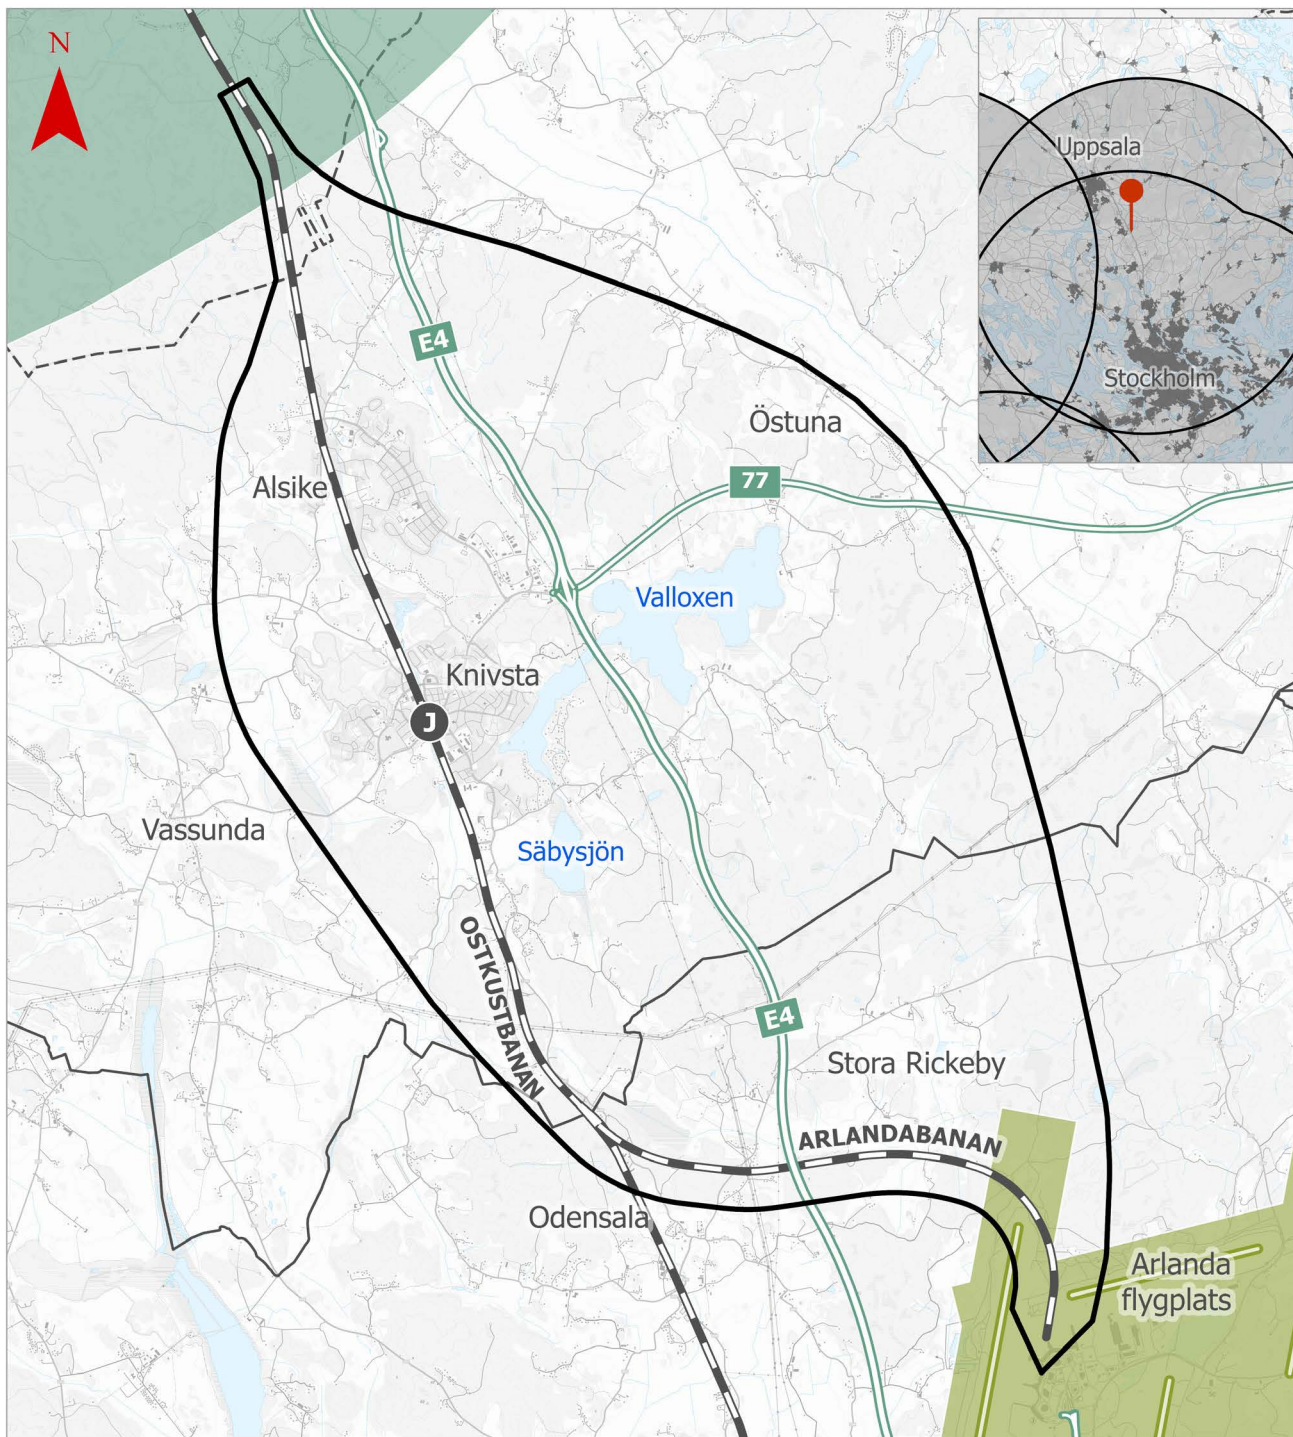 N
Uppsala
Stockholm
E4
Östuna
77
Alsike
Valloxen
Knivsta
J
Vassunda
Säbysjön
OSTKUSTBANAN
E4
Stora Rickeby
ARLANDABANAN
Odensala
Arlanda
flygplats